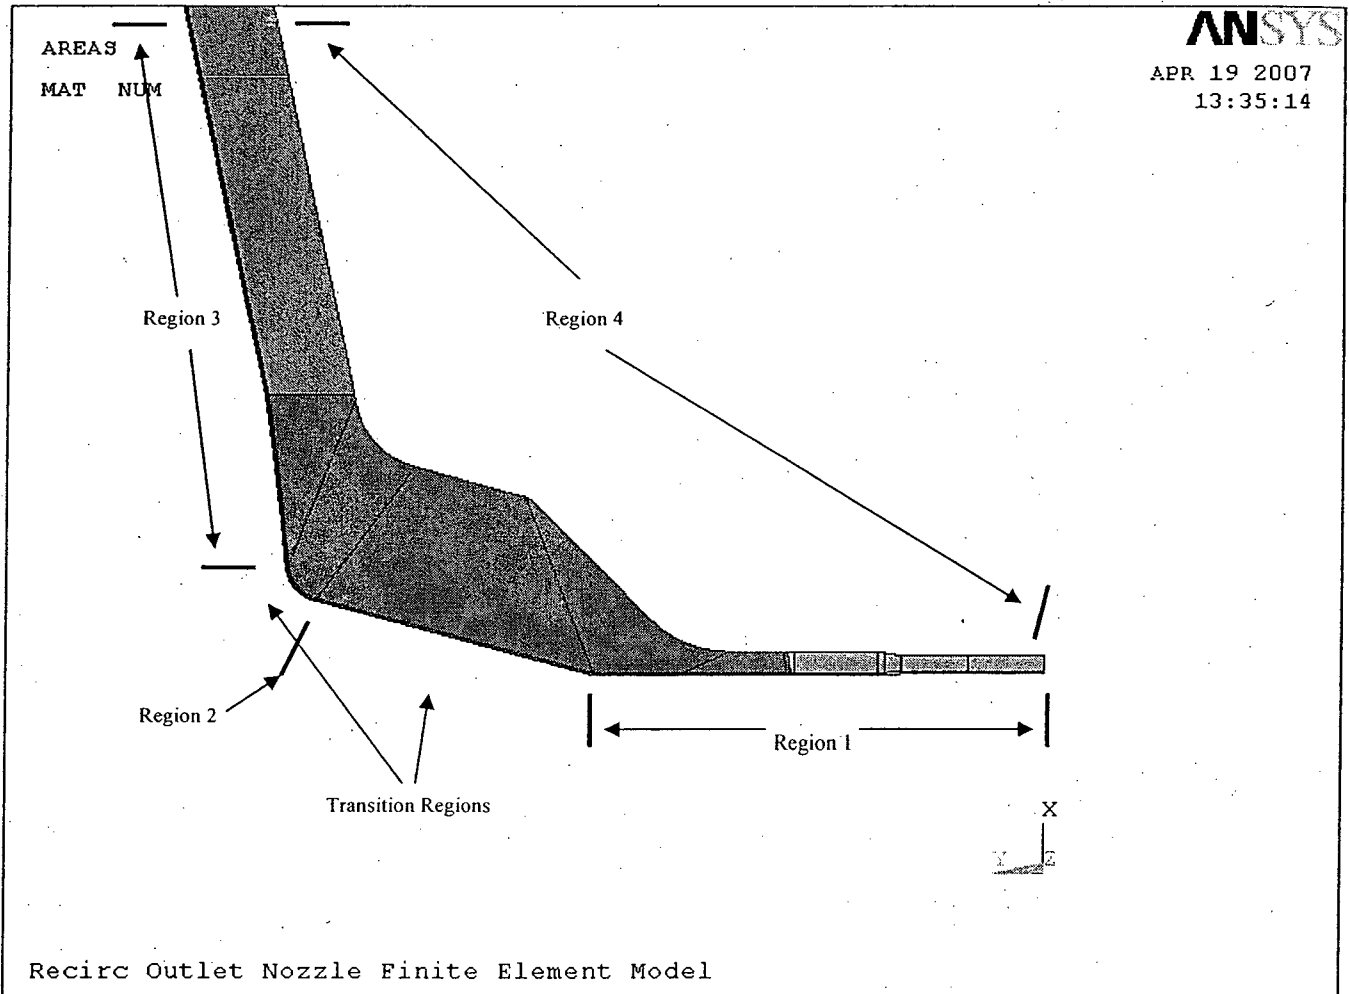 ANSYS
AREAS
MAT NUM
APR 19 2007
13:35:14
Region 3
Region 4
Region 2
Region 1
Transition Regions
X
Y Z
Recirc Outlet Nozzle Finite Element Model